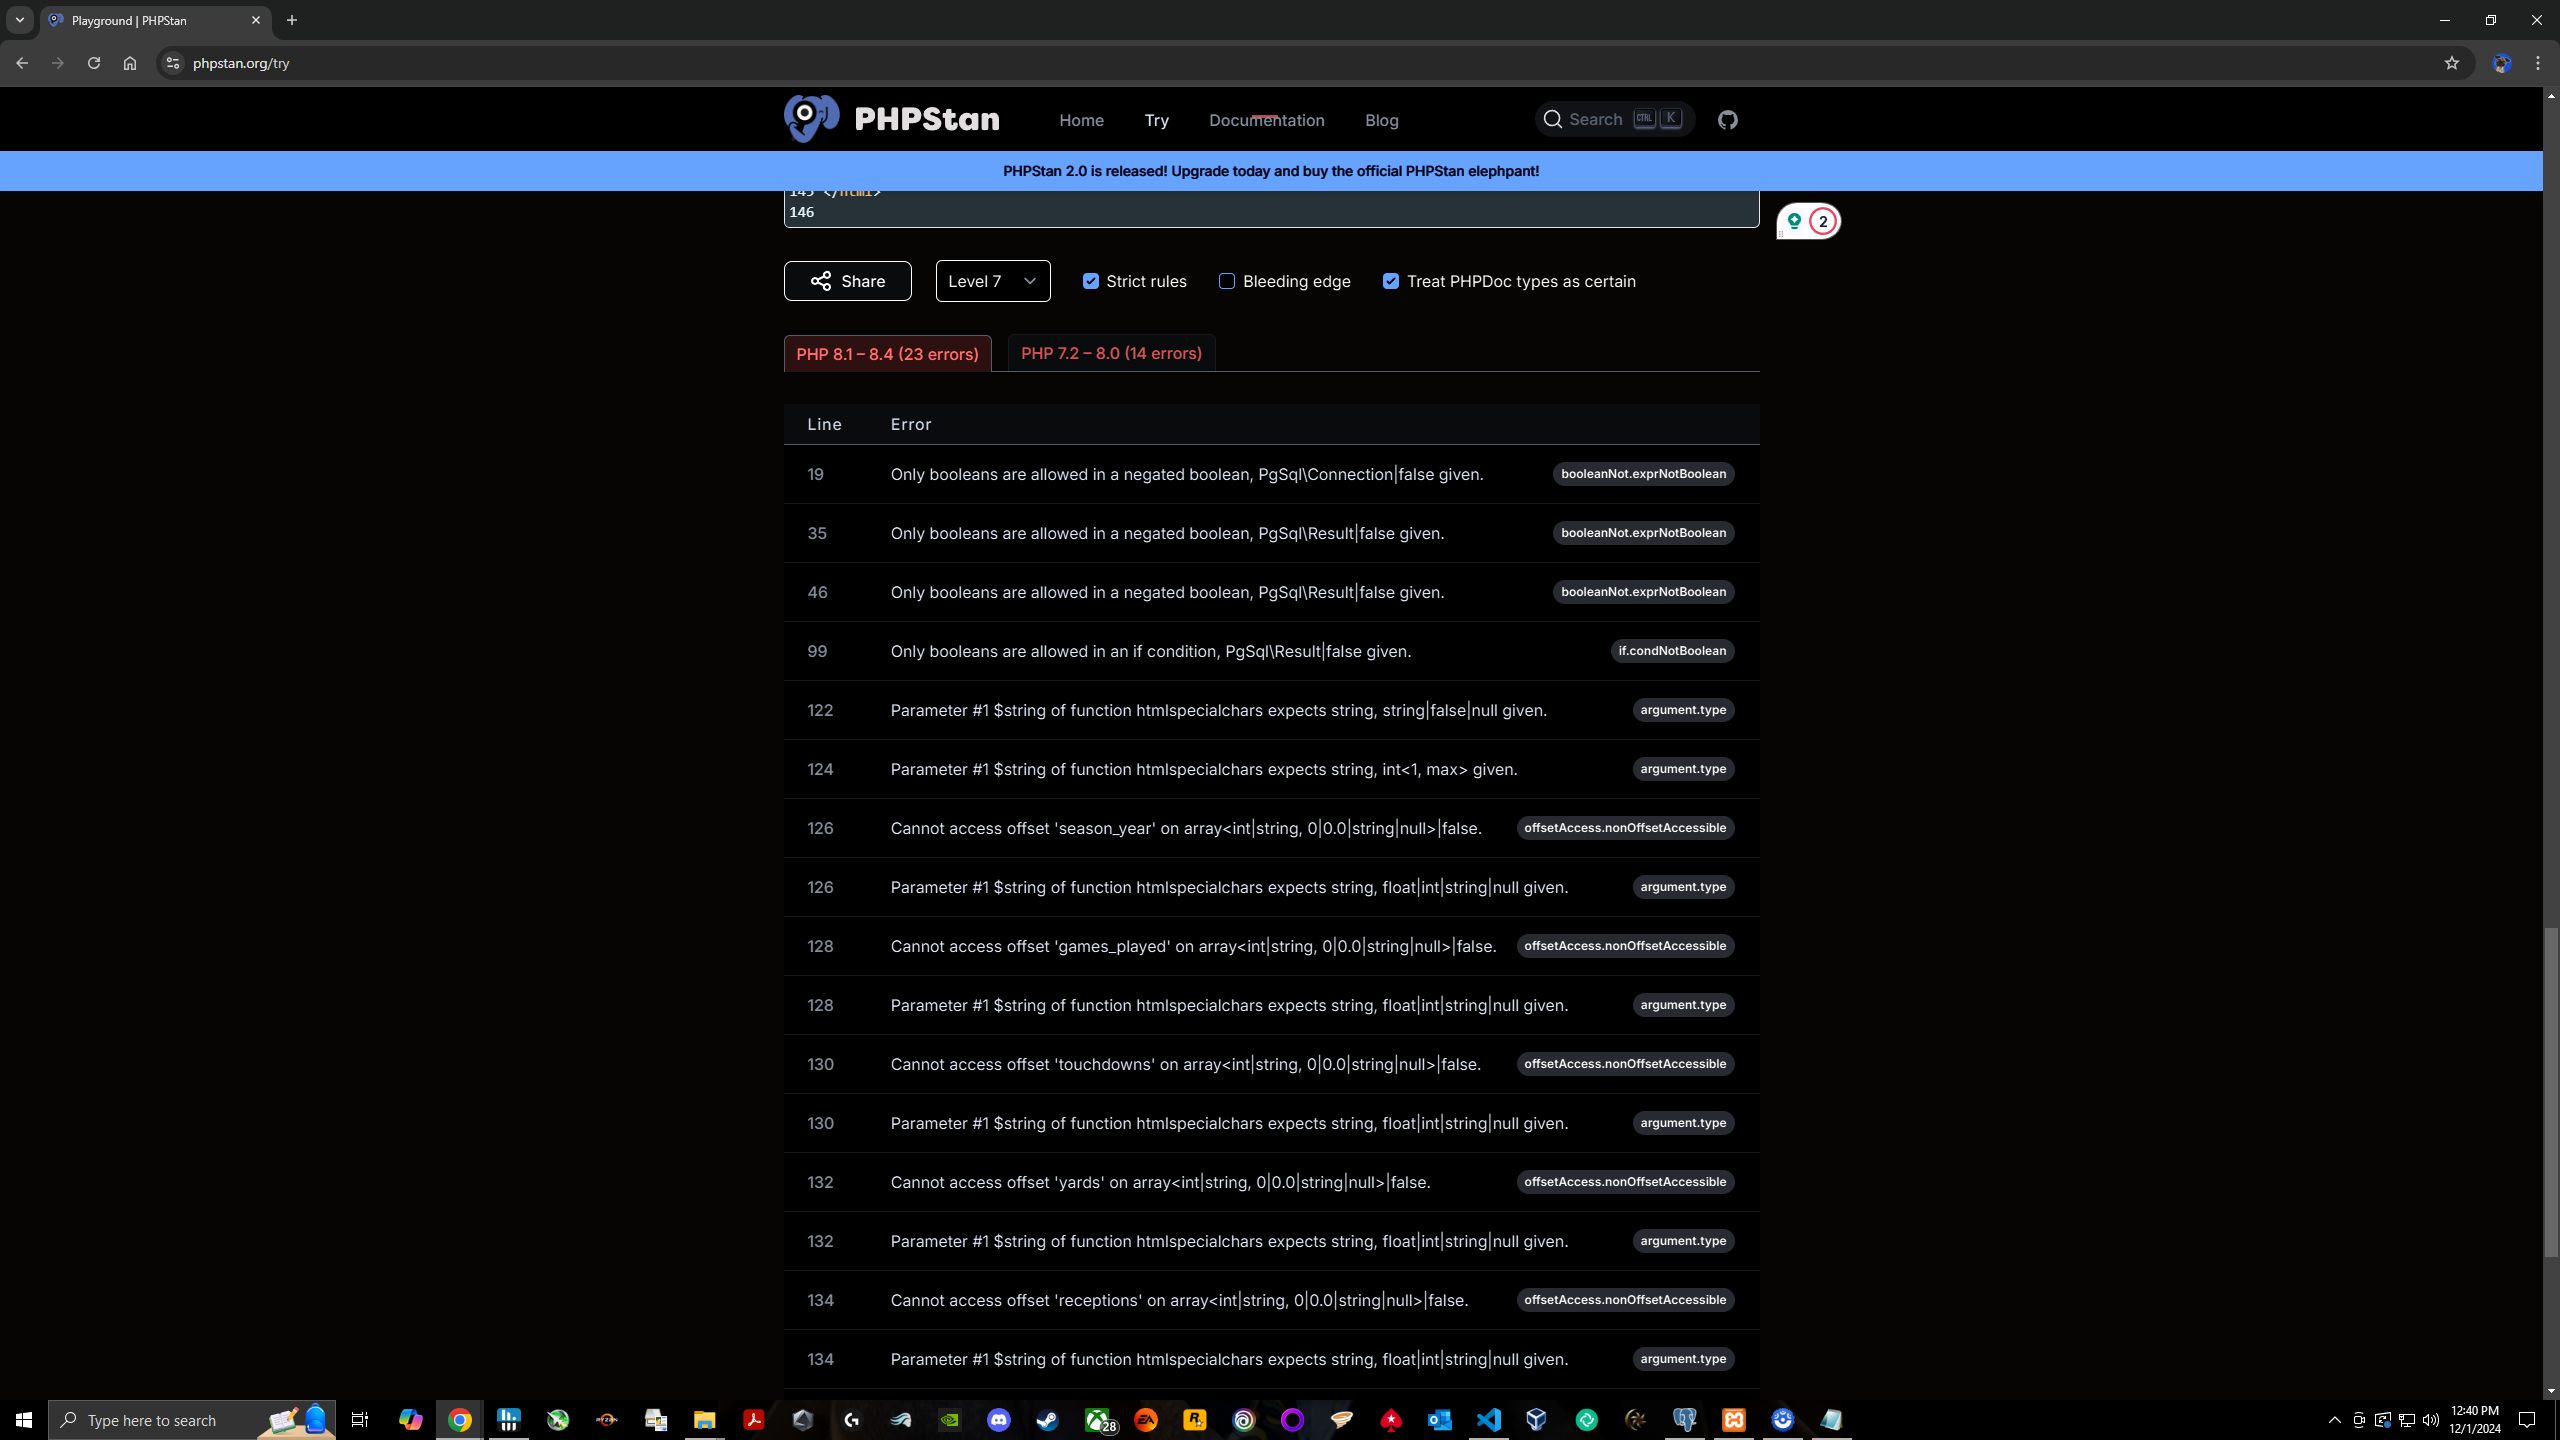 Playground | PHPStan
phpstan.org/try
PHPStan
Home
Try
Documentation
Blog
Search
CTRL
K
PHPStan 2.0 is released! Upgrade today and buy the official PHPStan elephpant!
145 </html>
146
2
Share
Level 7
Strict rules
Bleeding edge
Treat PHPDoc types as certain
PHP 8.1 – 8.4 (23 errors)
PHP 7.2 – 8.0 (14 errors)
Line Error
19 Only booleans are allowed in a negated boolean, PgSql\Connection|false given. booleanNot.exprNotBoolean
35 Only booleans are allowed in a negated boolean, PgSql\Result|false given. booleanNot.exprNotBoolean
46 Only booleans are allowed in a negated boolean, PgSql\Result|false given. booleanNot.exprNotBoolean
99 Only booleans are allowed in an if condition, PgSql\Result|false given. if.condNotBoolean
122 Parameter #1 $string of function htmlspecialchars expects string, string|false|null given. argument.type
124 Parameter #1 $string of function htmlspecialchars expects string, int<1, max> given. argument.type
126 Cannot access offset 'season_year' on array<int|string, 0|0.0|string|null>|false. offsetAccess.nonOffsetAccessible
126 Parameter #1 $string of function htmlspecialchars expects string, float|int|string|null given. argument.type
128 Cannot access offset 'games_played' on array<int|string, 0|0.0|string|null>|false. offsetAccess.nonOffsetAccessible
128 Parameter #1 $string of function htmlspecialchars expects string, float|int|string|null given. argument.type
130 Cannot access offset 'touchdowns' on array<int|string, 0|0.0|string|null>|false. offsetAccess.nonOffsetAccessible
130 Parameter #1 $string of function htmlspecialchars expects string, float|int|string|null given. argument.type
132 Cannot access offset 'yards' on array<int|string, 0|0.0|string|null>|false. offsetAccess.nonOffsetAccessible
132 Parameter #1 $string of function htmlspecialchars expects string, float|int|string|null given. argument.type
134 Cannot access offset 'receptions' on array<int|string, 0|0.0|string|null>|false. offsetAccess.nonOffsetAccessible
134 Parameter #1 $string of function htmlspecialchars expects string, float|int|string|null given. argument.type
Type here to search
RYZEN
28
EA
12:40 PM
12/1/2024